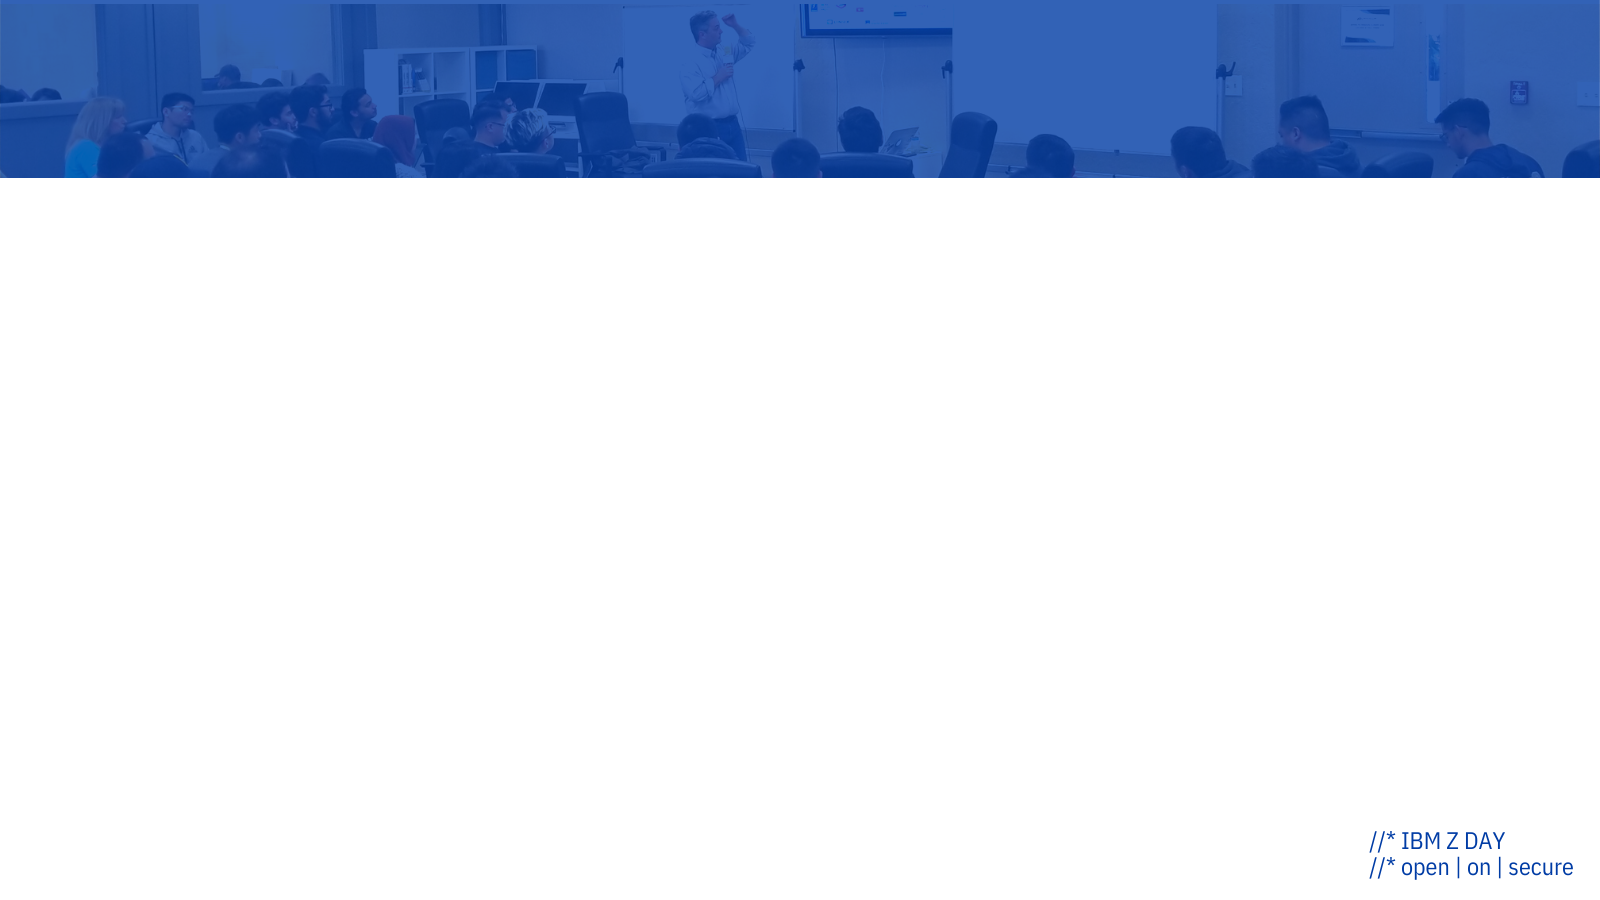 //* IBM Z DAY
//* open | on | secure